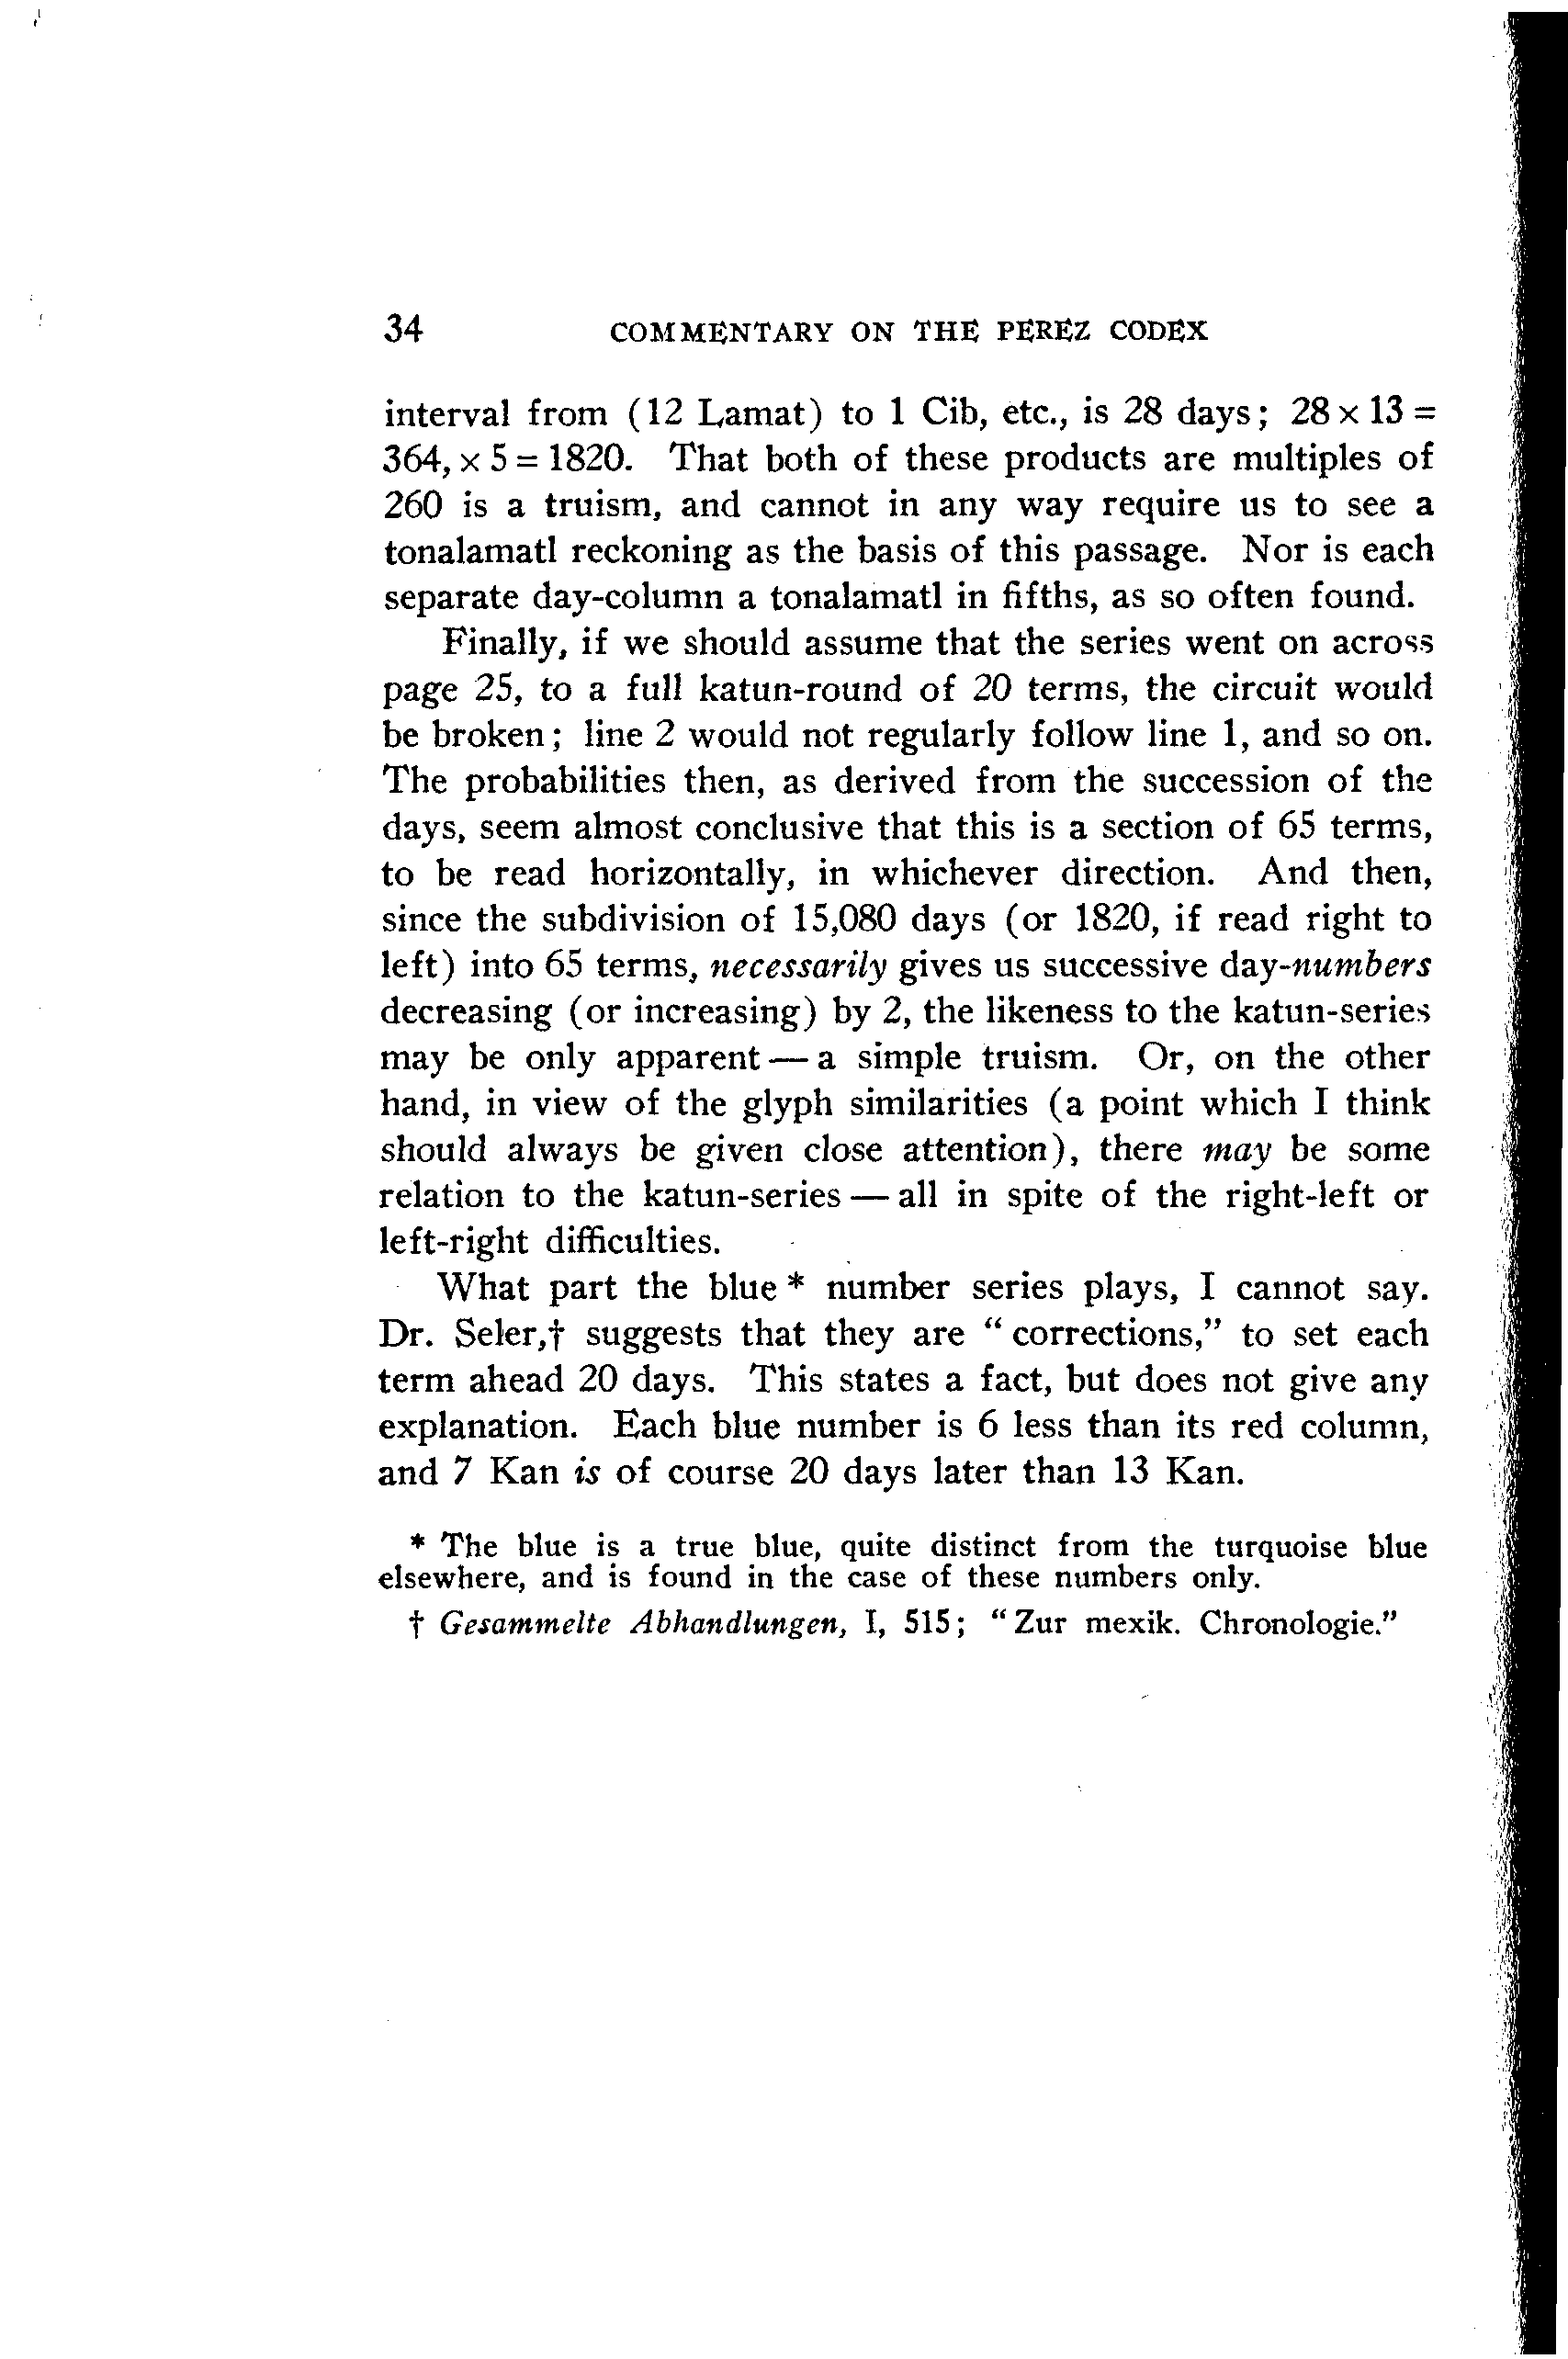 34 COMMENTARY ON THE PEREZ CODEX
interval from (12 Lamat) to 1 Cib, etc., is 28 days; 28 x 13 =
364, x 5 = 1820. That both of these products are multiples of
260 is a truism, and cannot in any way require us to see a
tonalamatl reckoning as the basis of this passage. Nor is each
separate day-column a tonalamatl in fifths, as so often found.
Finally, if we should assume that the series went on across
page 25, to a full katun-round of 20 terms, the circuit would
be broken; line 2 would not regularly follow line 1, and so on.
The probabilities then, as derived from the succession of the
days, seem almost conclusive that this is a section of 65 terms,
to be read horizontally, in whichever direction. And then,
since the subdivision of 15,080 days (or 1820, if read right to
left) into 65 terms, necessarily gives us successive day-numbers
decreasing (or increasing) by 2, the likeness to the katun-series
may be only apparent — a simple truism. Or, on the other
hand, in view of the glyph similarities (a point which I think
should always be given close attention), there may be some
relation to the katun-series — all in spite of the right-left or
left-right difficulties.
What part the blue * number series plays, I cannot say.
Dr. Seler,† suggests that they are " corrections," to set each
term ahead 20 days. This states a fact, but does not give any
explanation. Each blue number is 6 less than its red column,
and 7 Kan is of course 20 days later than 13 Kan.
* The blue is a true blue, quite distinct from the turquoise blue
elsewhere, and is found in the case of these numbers only.
† Gesammelte Abhandlungen, I, 515; " Zur mexik. Chronologie."